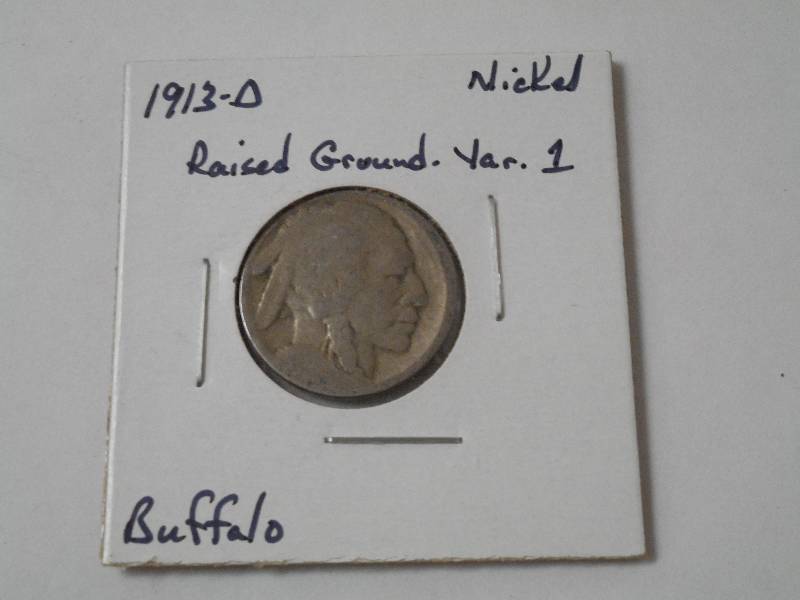 1913-D Nickel
Raised Ground. Var. 1
Buffalo